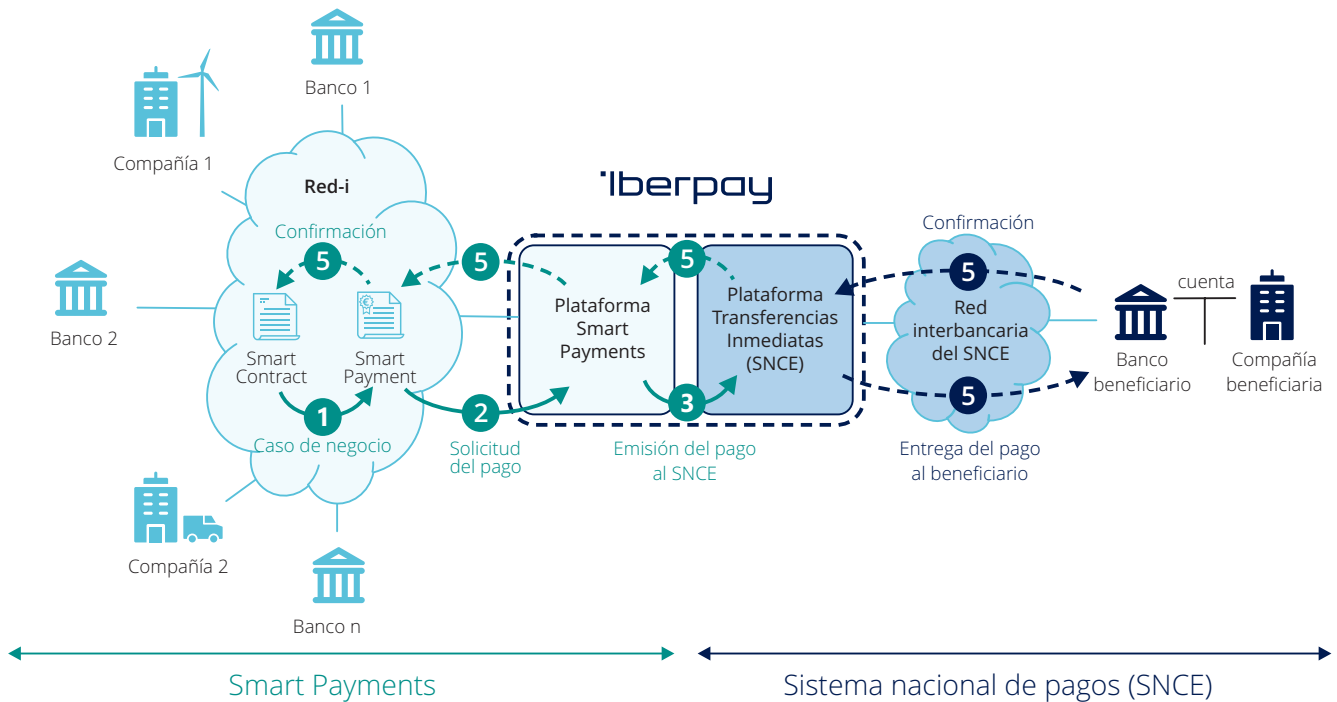 Banco 1
Compañía 1
Red-i
Confirmación
5
Smart
Contract
Smart
Payment
1
Caso de negocio
Banco 2
Compañía 2
Banco n
5
2
Solicitud
del pago
Iberpay
Plataforma
Smart
Payments
5
3
Emisión del pago
al SNCE
Plataforma
Transferencias
Inmediatas
(SNCE)
Confirmación
5
Red
interbancaria
del SNCE
5
Entrega del pago
al beneficiario
cuenta
Banco
beneficiario
Compañía
beneficiaria
Smart Payments
Sistema nacional de pagos (SNCE)